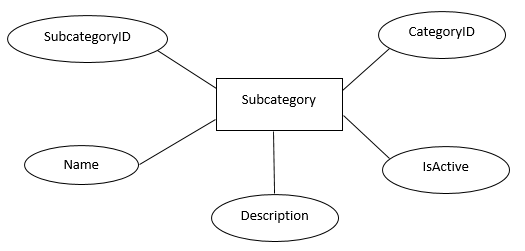 SubcategoryID
CategoryID
Subcategory
Name
IsActive
Description